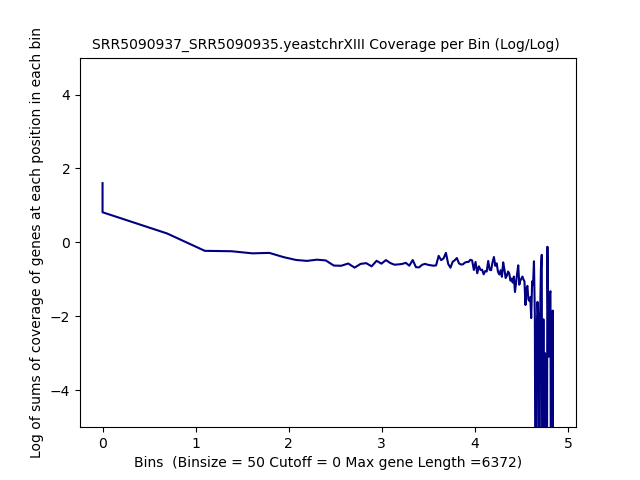 SRR5090937_SRR5090935.yeastchrXIII Coverage per Bin (Log/Log)
Log of sums of coverage of genes at each position in each bin
4
2
0
−2
−4
0 1 2 3 4 5
Bins  (Binsize = 50 Cutoff = 0 Max gene Length =6372)